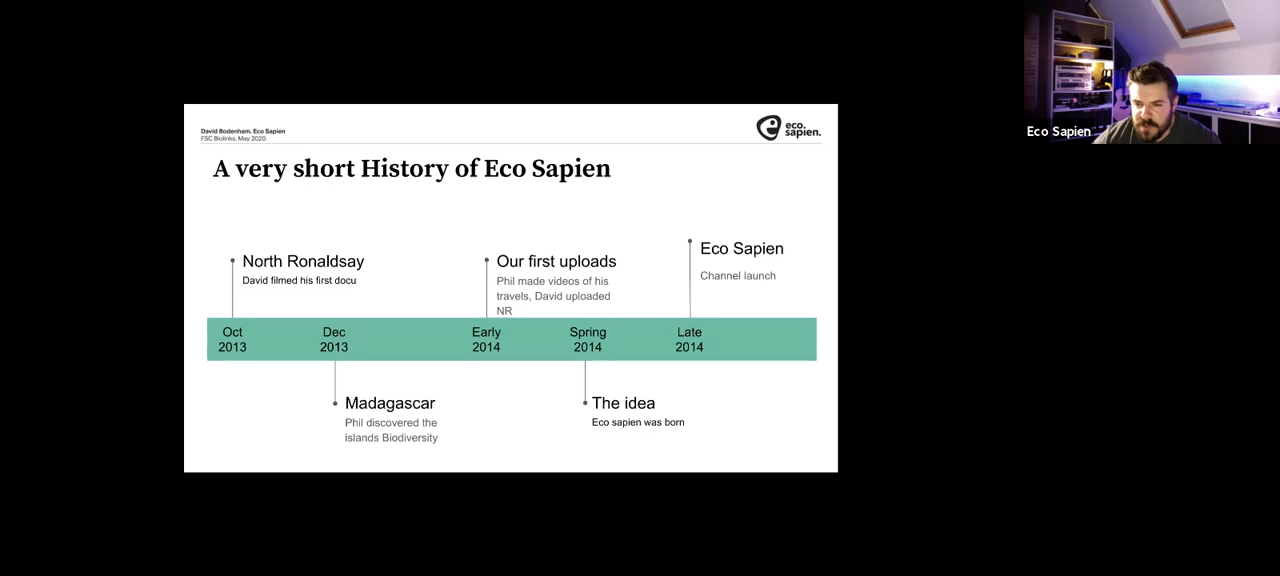 David Bodenham, Eco Sapien
FSC Biolinks, May 2020
eco.
sapien.
A very short History of Eco Sapien
North Ronaldsay
David filmed his first docu
Our first uploads
Phil made videos of his
travels, David uploaded
NR
Eco Sapien
Channel launch
Oct
2013
Dec
2013
Early
2014
Spring
2014
Late
2014
Madagascar
Phil discovered the
islands Biodiversity
The idea
Eco sapien was born
Eco Sapien